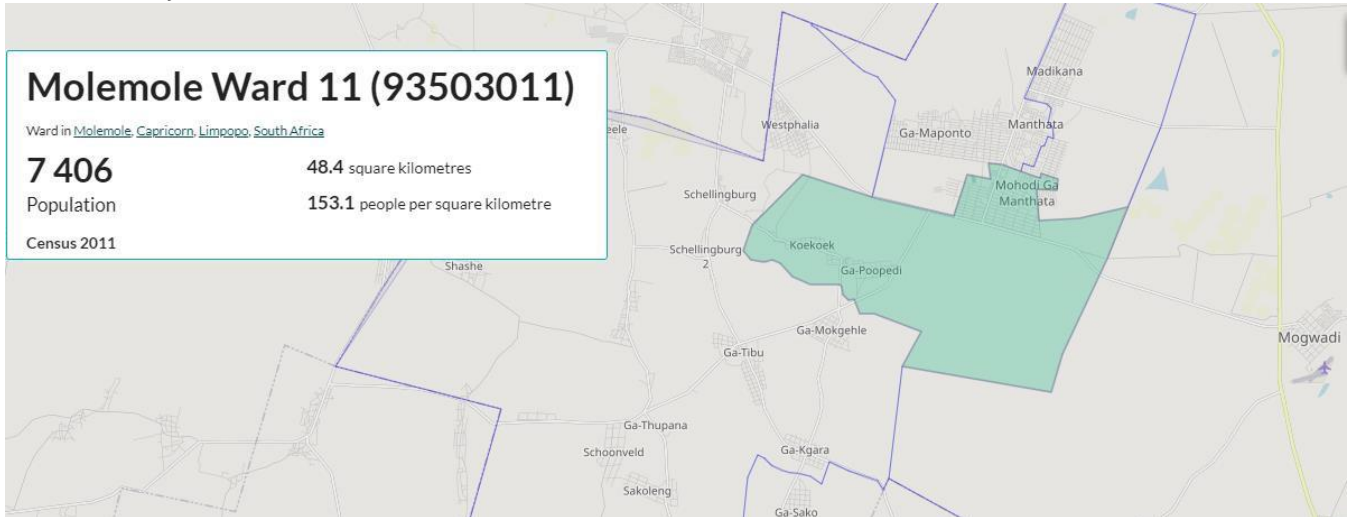 Molemole Ward 11 (93503011)
Ward in Molemole, Capricorn, Limpopo, South Africa
7 406
Population
48.4 square kilometres
153.1 people per square kilometre
Census 2011
Madikana
Westphalia
Ga-Maponto
Manthata
Schellingburg
Mohodi Ga
Manthata
Koekoek
Schellingburg
2
Shashe
Ga-Poopedi
Ga-Mokgehle
Mogwadi
Ga-Tibu
Ga-Thupana
Schoonveld
Ga-Kgara
Sakoleng
Ga-Sako